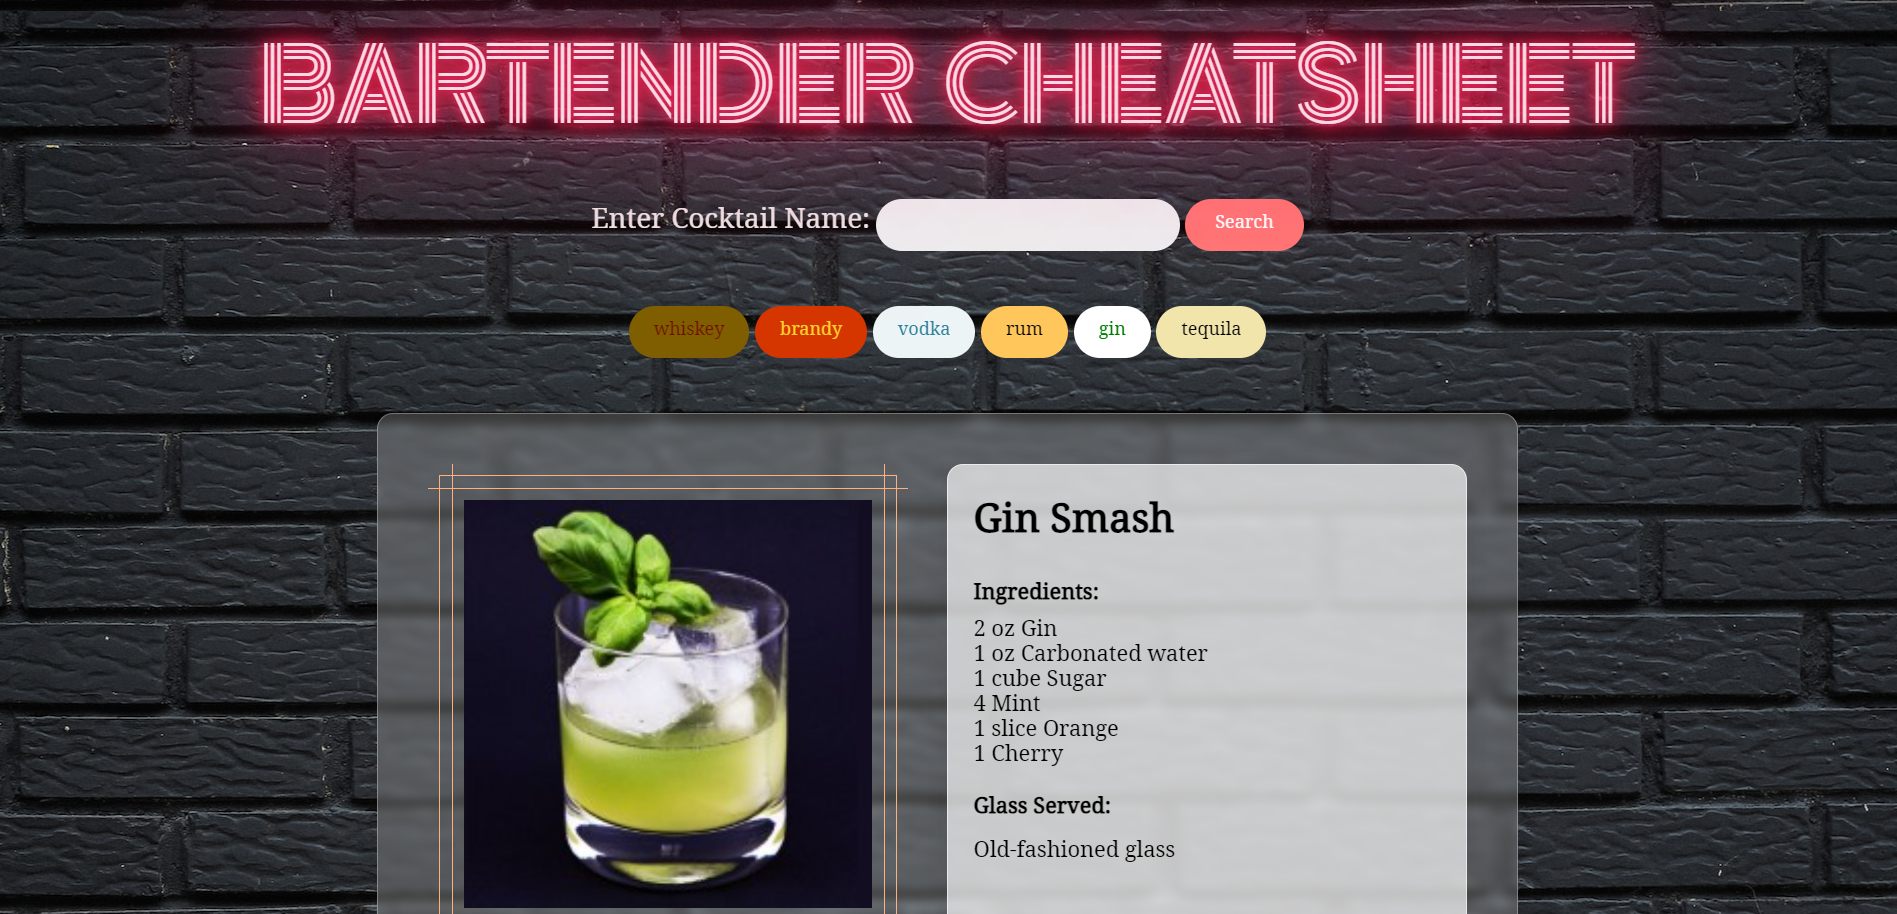 BARTENDER CHEATSHEET
Enter Cocktail Name: Search
whiskey brandy vodka rum gin tequila
Gin Smash
Ingredients:
2 oz Gin
1 oz Carbonated water
1 cube Sugar
4 Mint
1 slice Orange
1 Cherry
Glass Served:
Old-fashioned glass